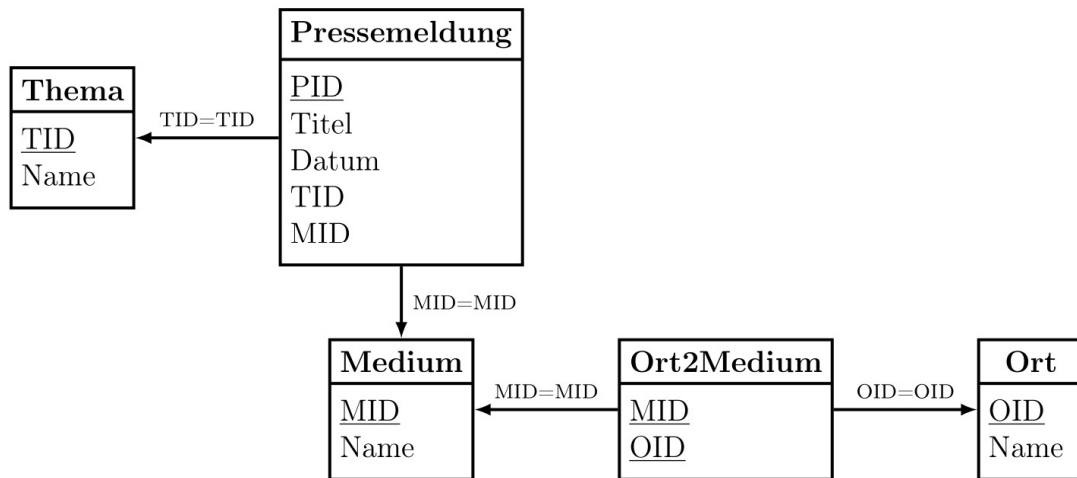 Pressemeldung
PID
Titel
Datum
TID
MID
Thema
TID
Name
TID=TID
MID=MID
Medium
MID
Name
MID=MID
Ort2Medium
MID
OID
OID=OID
Ort
OID
Name